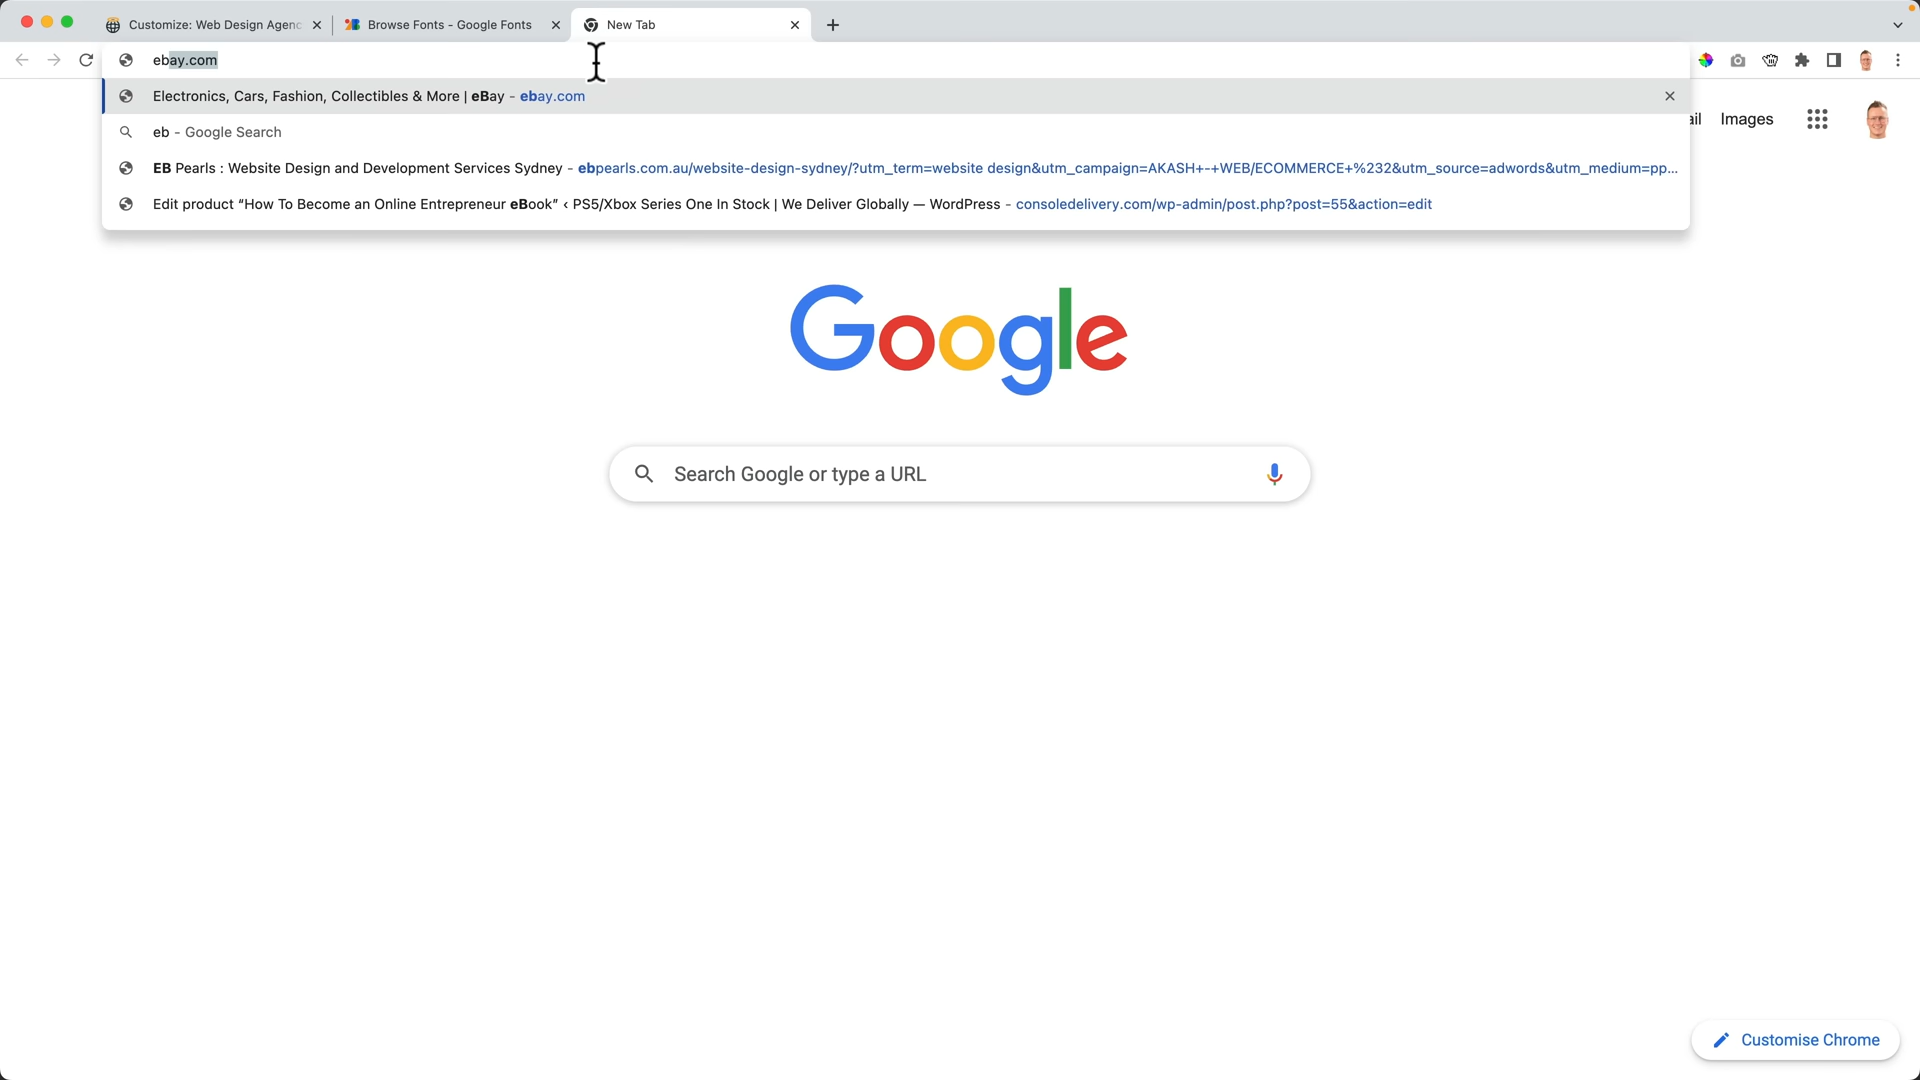 Customize: Web Design Agenc
Browse Fonts - Google Fonts
New Tab
ebay.com
Electronics, Cars, Fashion, Collectibles & More | eBay - ebay.com
eb - Google Search
EB Pearls : Website Design and Development Services Sydney - ebpearls.com.au/website-design-sydney/?utm_term=website design&utm_campaign=AKASH+-+WEB/ECOMMERCE+%232&utm_source=adwords&utm_medium=pp...
Edit product “How To Become an Online Entrepreneur eBook” ‹ PS5/Xbox Series One In Stock | We Deliver Globally — WordPress - consoledelivery.com/wp-admin/post.php?post=55&action=edit
ail Images
Google
Search Google or type a URL
Customise Chrome